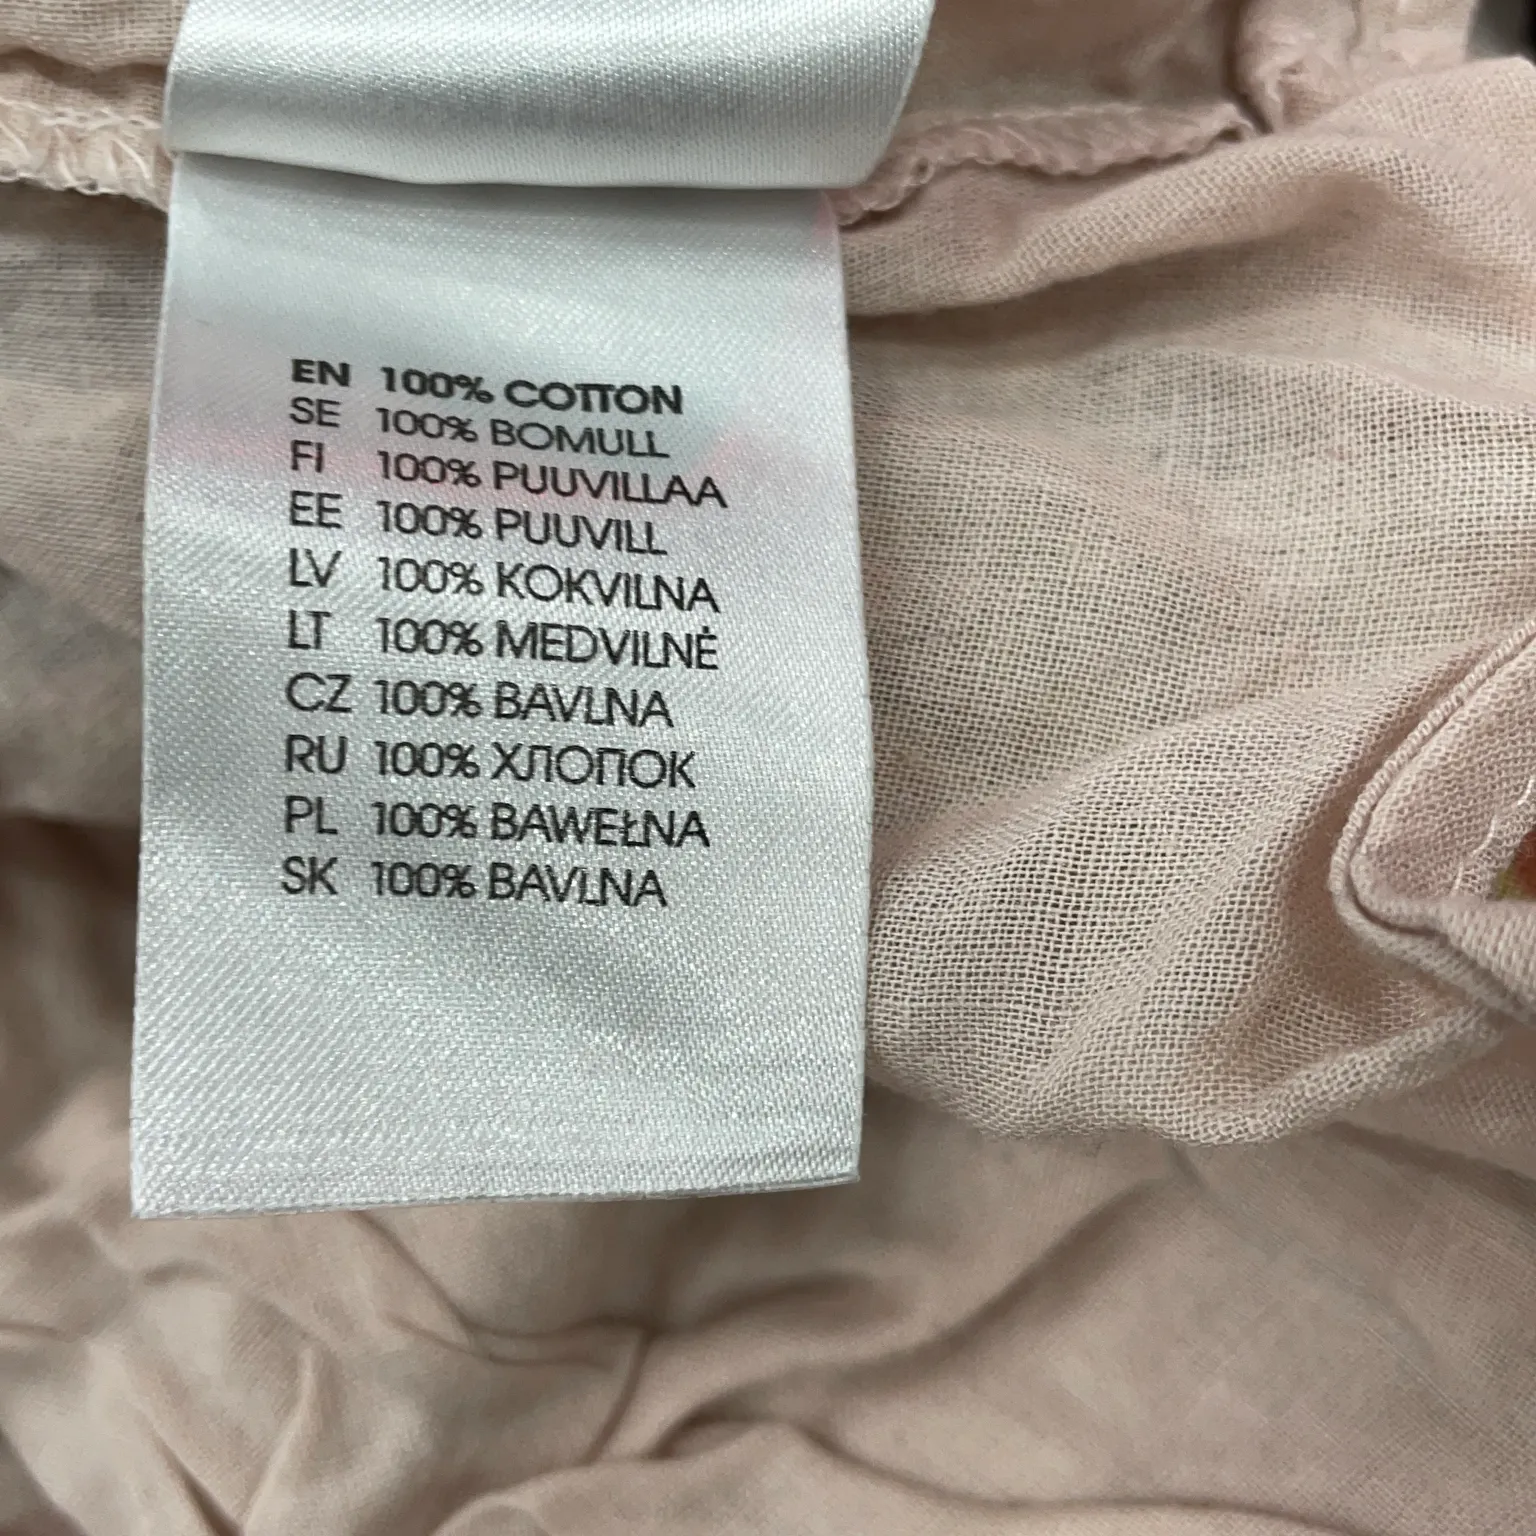 EN 100% COTTON
SE 100% BOMULL
FI 100% PUUVILLAA
EE 100% PUUVILL
LV 100% KOKVILNA
LT 100% MEDVILNĖ
CZ 100% BAVLNA
RU 100% ХЛОПОК
PL 100% BAWEŁNA
SK 100% BAVLNA